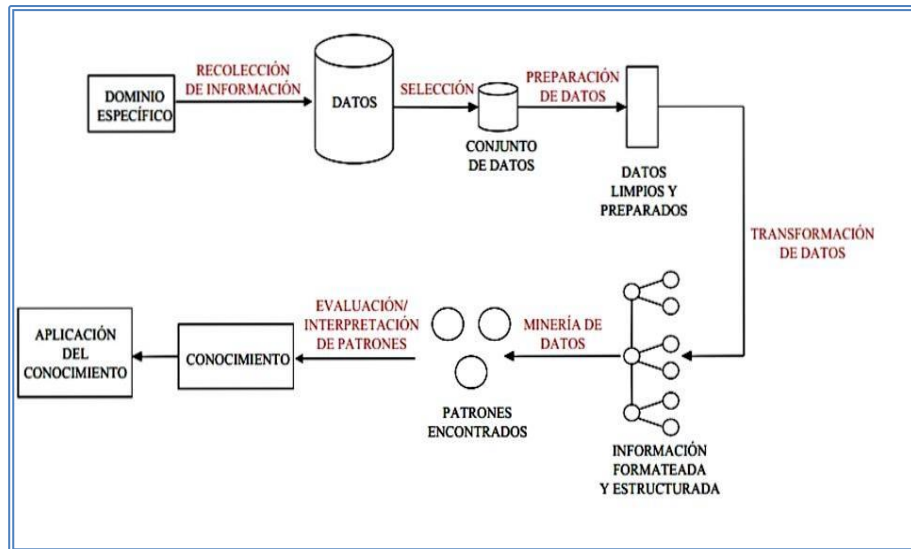 DOMINIO
ESPECÍFICO
RECOLECCIÓN
DE INFORMACIÓN
DATOS
SELECCIÓN
CONJUNTO
DE DATOS
PREPARACIÓN
DE DATOS
DATOS
LIMPIOS Y
PREPARADOS
TRANSFORMACIÓN
DE DATOS
INFORMACIÓN
FORMATEADA
Y ESTRUCTURADA
MINERÍA DE
DATOS
PATRONES
ENCONTRADOS
EVALUACIÓN/
INTERPRETACIÓN
DE PATRONES
CONOCIMIENTO
APLICACIÓN
DEL
CONOCIMIENTO